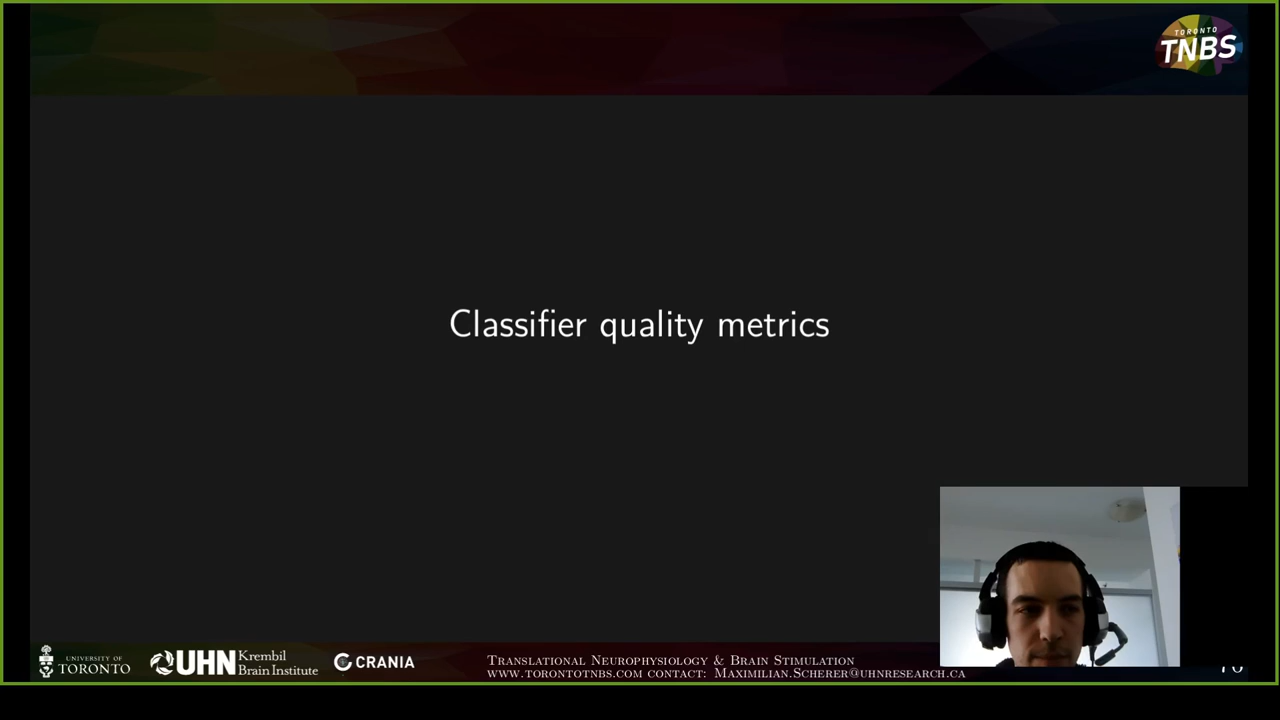 TORONTO
TNBS
Classifier quality metrics
UNIVERSITY OF
TORONTO
UHN
Krembil
Brain Institute
CRANIA
Translational Neurophysiology & Brain Stimulation
www.torontotnbs.com contact: Maximilian.Scherer@uhnresearch.ca